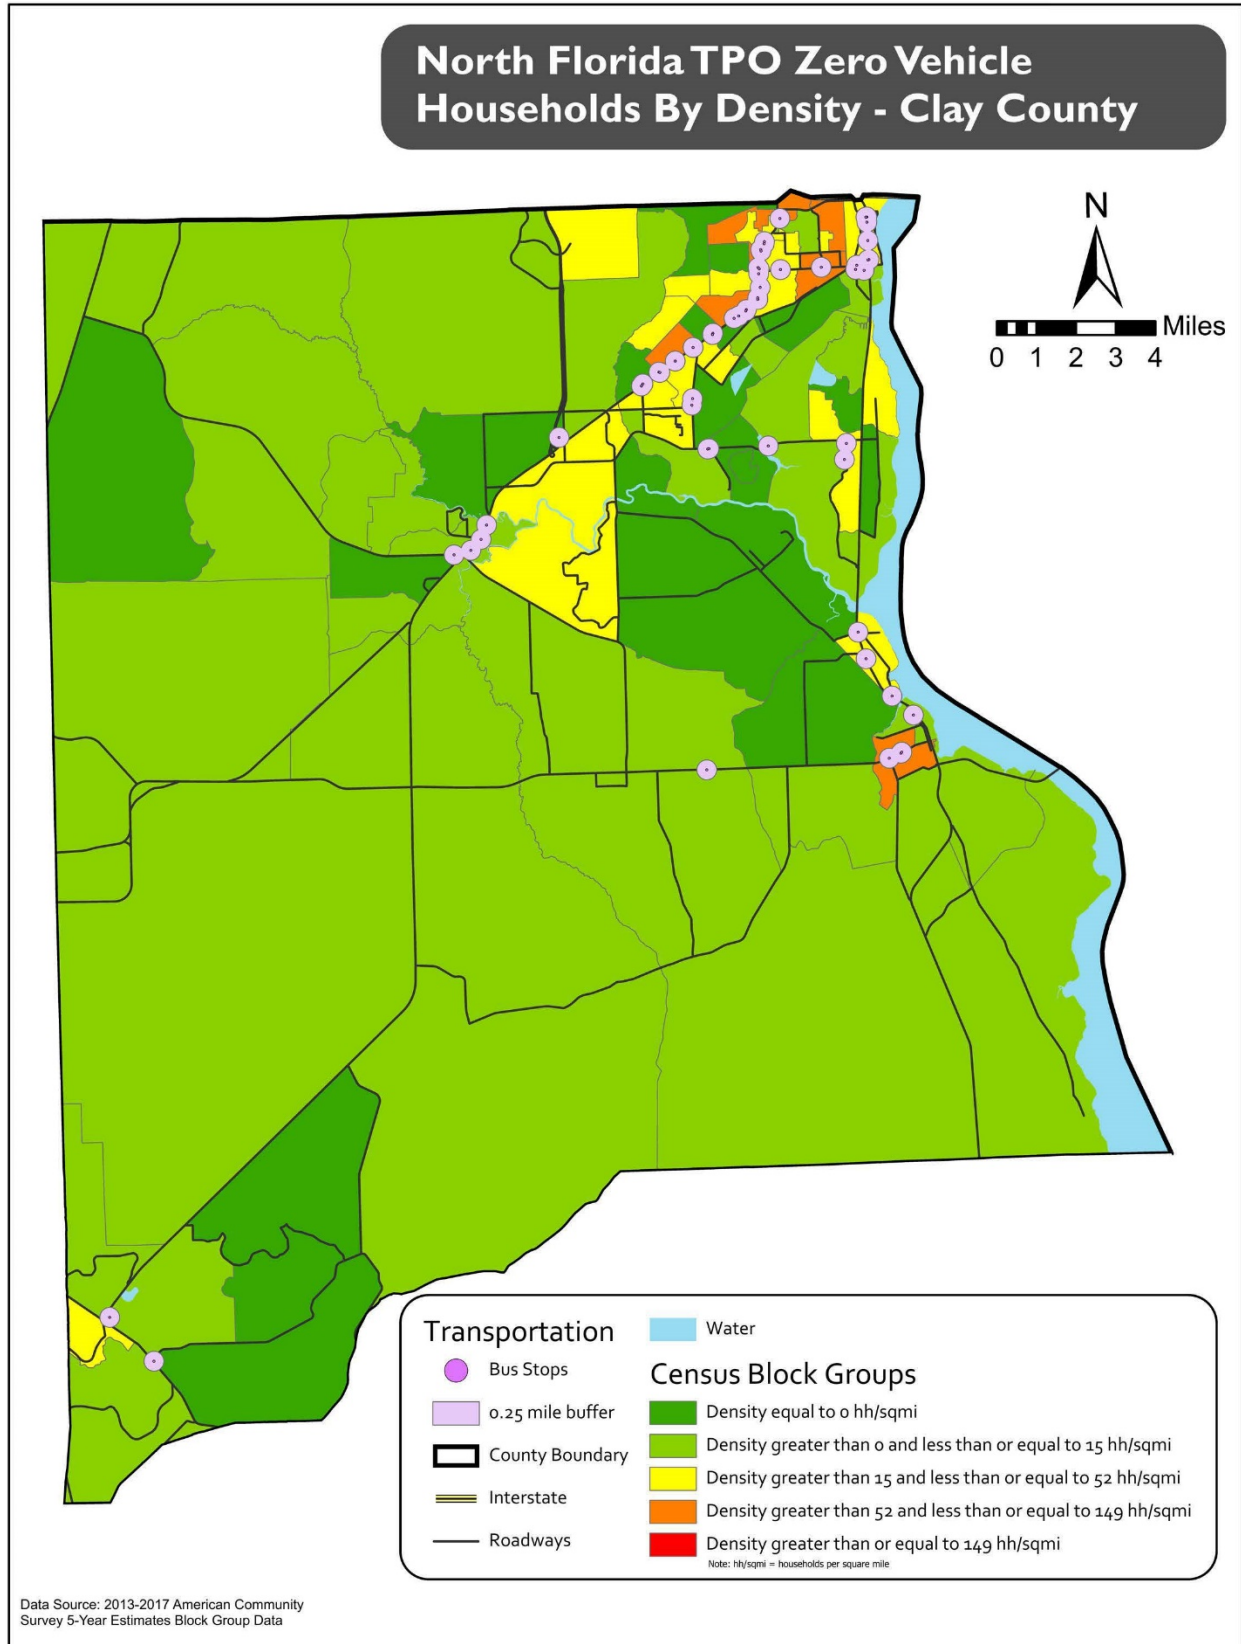 North Florida TPO Zero Vehicle
Households By Density - Clay County
N
Miles
0 1 2 3 4
Transportation
Bus Stops
0.25 mile buffer
County Boundary
Interstate
Roadways
Water
Census Block Groups
Density equal to 0 hh/sqmi
Density greater than 0 and less than or equal to 15 hh/sqmi
Density greater than 15 and less than or equal to 52 hh/sqmi
Density greater than 52 and less than or equal to 149 hh/sqmi
Density greater than or equal to 149 hh/sqmi
Note: hh/sqmi = households per square mile
Data Source: 2013-2017 American Community
Survey 5-Year Estimates Block Group Data